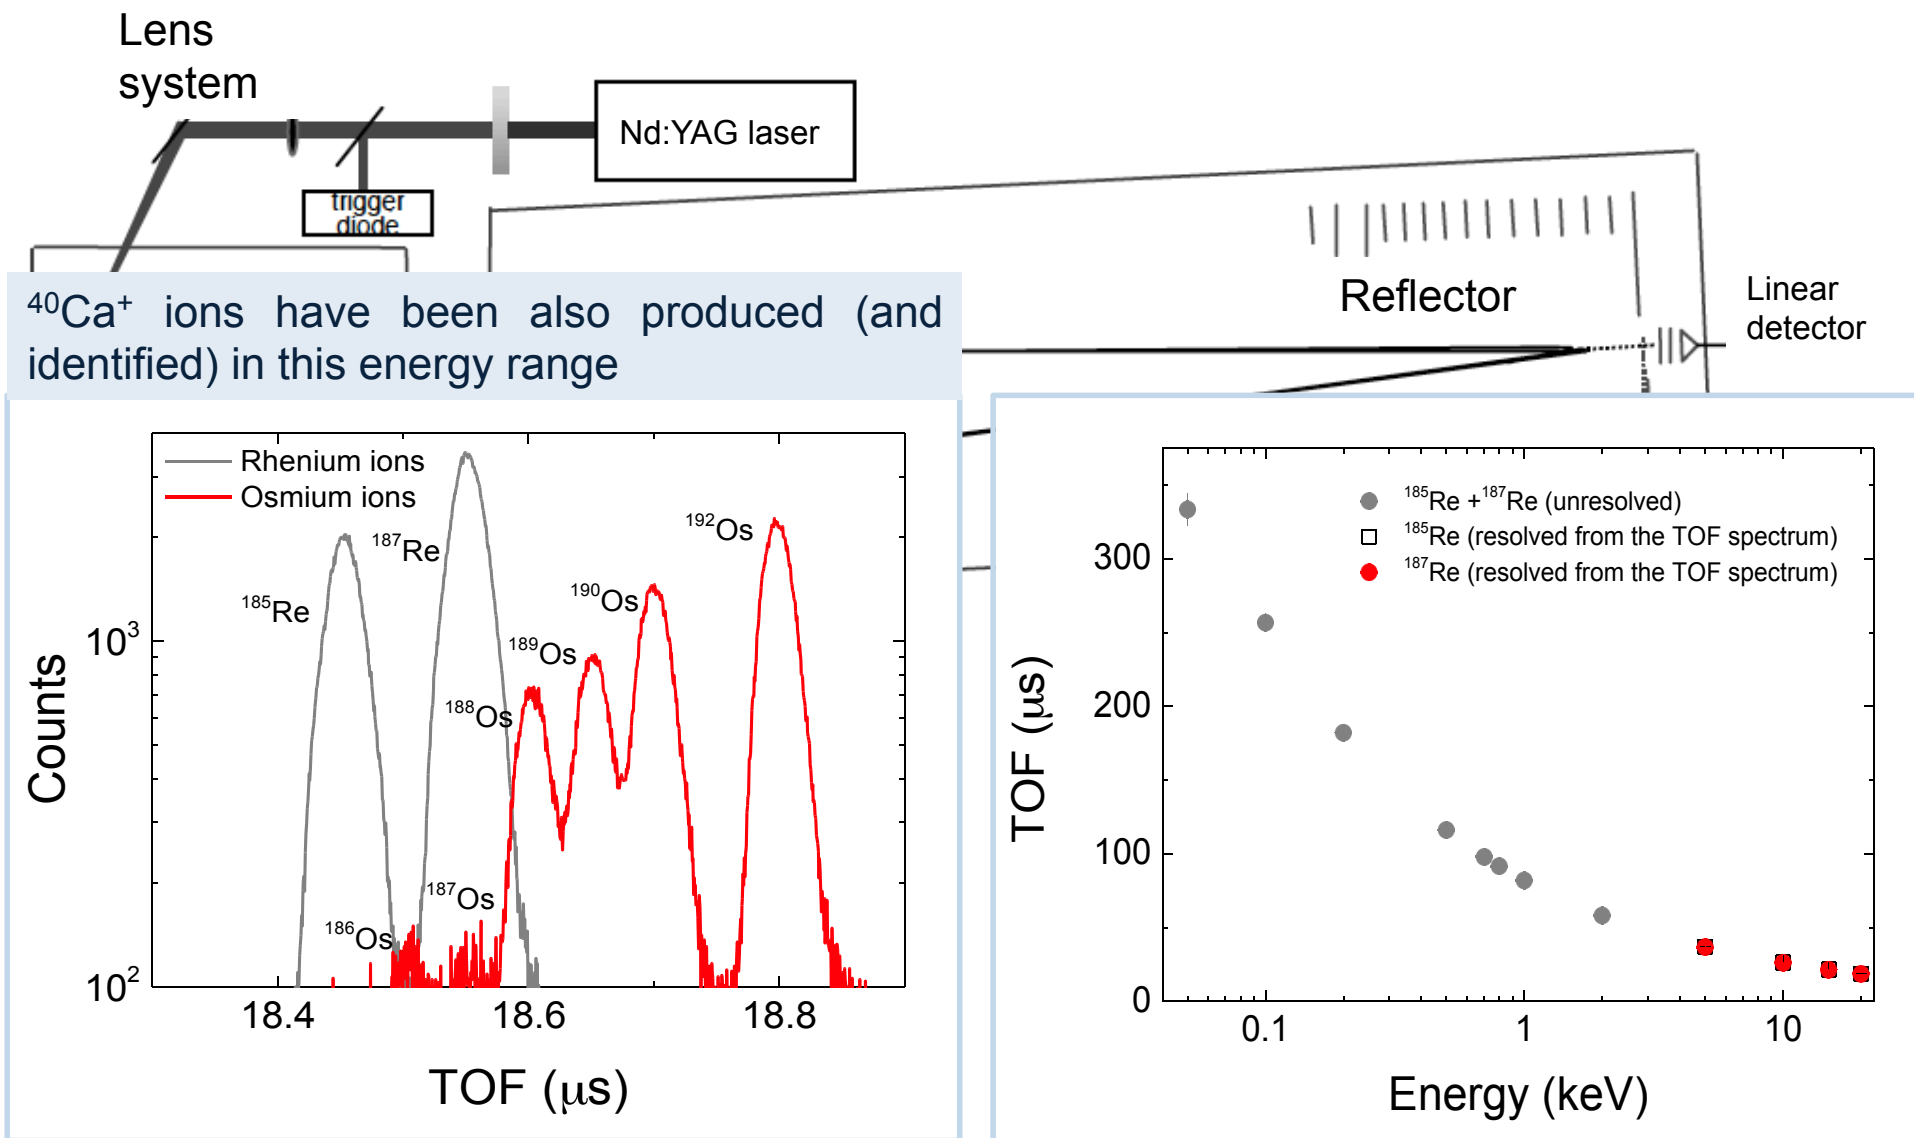 Lens
system
Nd:YAG laser
trigger
diode
Reflector
Linear
detector
⁴⁰Ca⁺ ions have been also produced (and
identified) in this energy range
Rhenium ions
Osmium ions
¹⁸⁵Re
¹⁸⁷Re
¹⁸⁶Os
¹⁸⁷Os
¹⁸⁸Os
¹⁸⁹Os
¹⁹⁰Os
¹⁹²Os
Counts
10³
10²
18.4 18.6 18.8
TOF (μs)
¹⁸⁵Re +¹⁸⁷Re (unresolved)
¹⁸⁵Re (resolved from the TOF spectrum)
¹⁸⁷Re (resolved from the TOF spectrum)
TOF (μs)
300
200
100
0
0.1 1 10
Energy (keV)